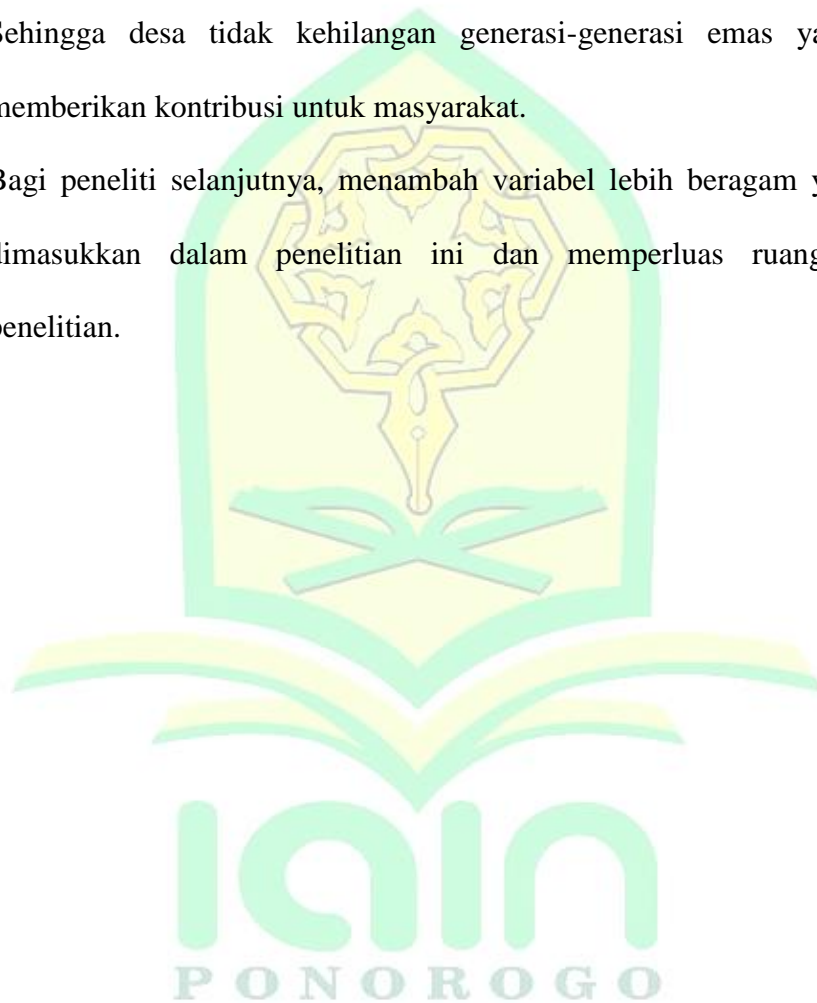 Sehingga desa tidak kehilangan generasi-generasi emas
memberikan kontribusi untuk masyarakat.
Bagi peneliti selanjutnya, menambah variabel lebih beragam
dimasukkan dalam penelitian ini dan memperluas ruang
penelitian.
iain
PONOROGO